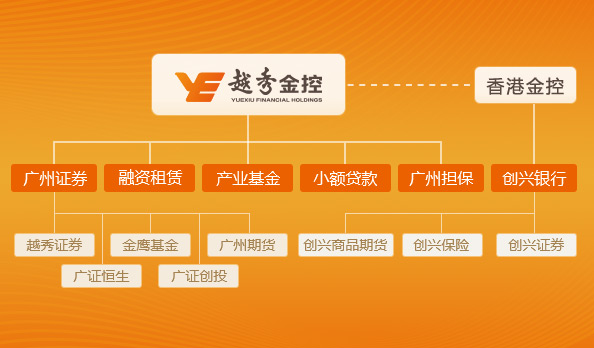 YE 越秀金控
YUEXIU FINANCIAL HOLDINGS
香港金控
广州证券 融资租赁 产业基金 小额贷款 广州担保 创兴银行
越秀证券 金鹰基金 广州期货 创兴商品期货 创兴保险 创兴证券
广证恒生 广证创投